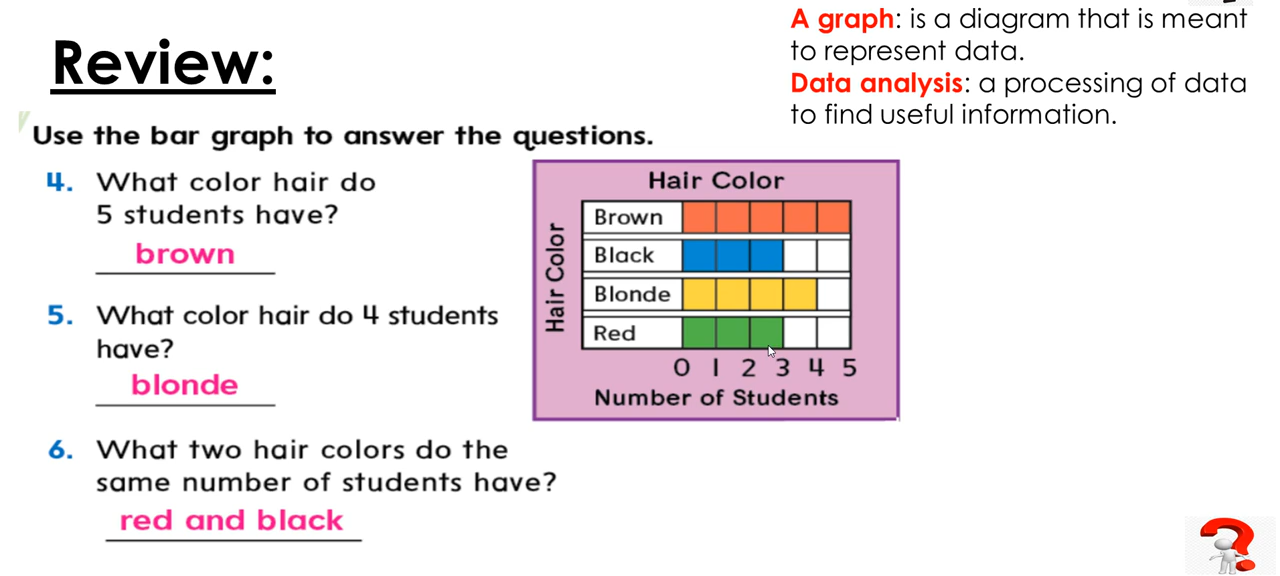 Review:
A graph: is a diagram that is meant
to represent data.
Data analysis: a processing of data
to find useful information.
Use the bar graph to answer the questions.
4. What color hair do
5 students have?
brown
5. What color hair do 4 students
have?
blonde
6. What two hair colors do the
same number of students have?
red and black
Hair Color
Hair Color
Brown
Black
Blonde
Red
0 1 2 3 4 5
Number of Students